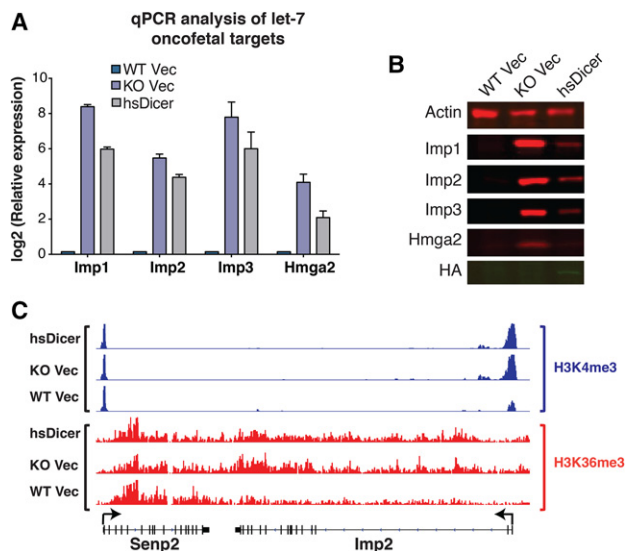 A
qPCR analysis of let-7
oncofetal targets
WT Vec
KO Vec
hsDicer
log2 (Relative expression)
10
8
6
4
2
0
Imp1 Imp2 Imp3 Hmga2
B
WT Vec KO Vec hsDicer
Actin
Imp1
Imp2
Imp3
Hmga2
HA
C
hsDicer
KO Vec
WT Vec
H3K4me3
hsDicer
KO Vec
WT Vec
H3K36me3
Senp2 Imp2